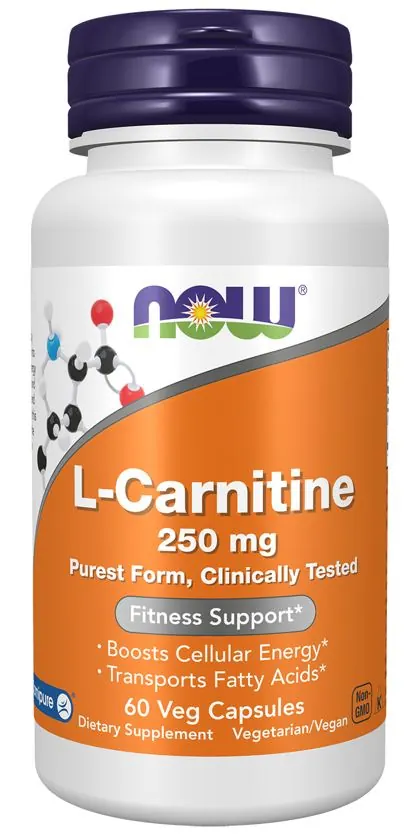 NOW®
L-Carnitine
250 mg
Purest Form, Clinically Tested
Fitness Support*
• Boosts Cellular Energy*
• Transports Fatty Acids*
60 Veg Capsules
Dietary Supplement Vegetarian/Vegan
Non-
GMO
K